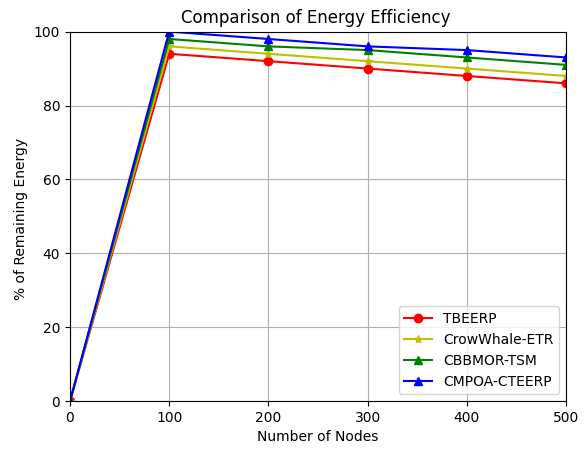 Comparison of Energy Efficiency
100
80
60
40
20
0
% of Remaining Energy
0 100 200 300 400 500
Number of Nodes
TBEERP
CrowWhale-ETR
CBBMOR-TSM
CMPOA-CTEERP